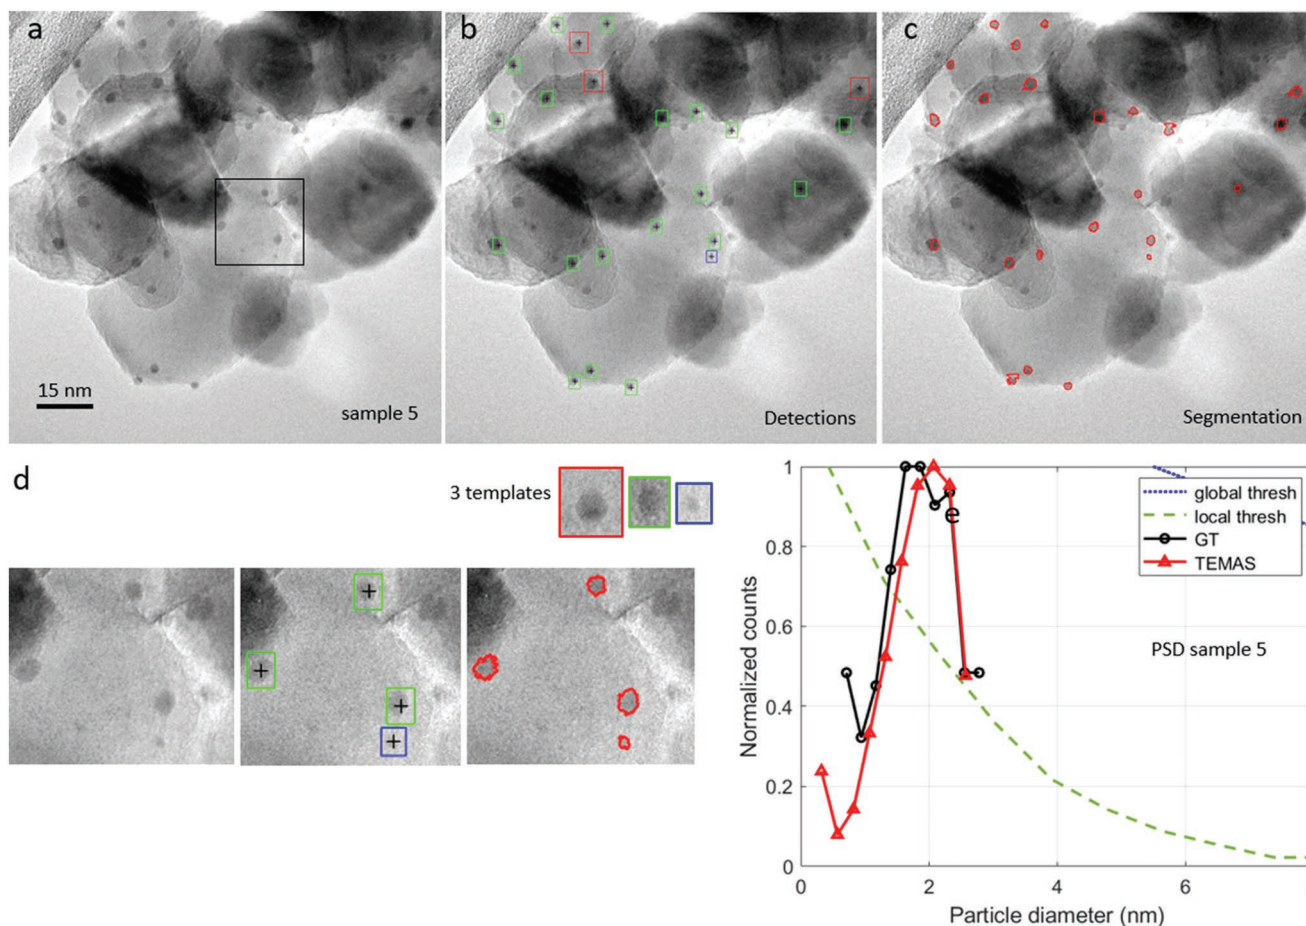 a
b
c
15 nm
sample 5
Detections
Segmentation
d
3 templates
e
global thresh
local thresh
GT
TEMAS
PSD sample 5
Normalized counts
1
0.8
0.6
0.4
0.2
0
0 2 4 6
Particle diameter (nm)